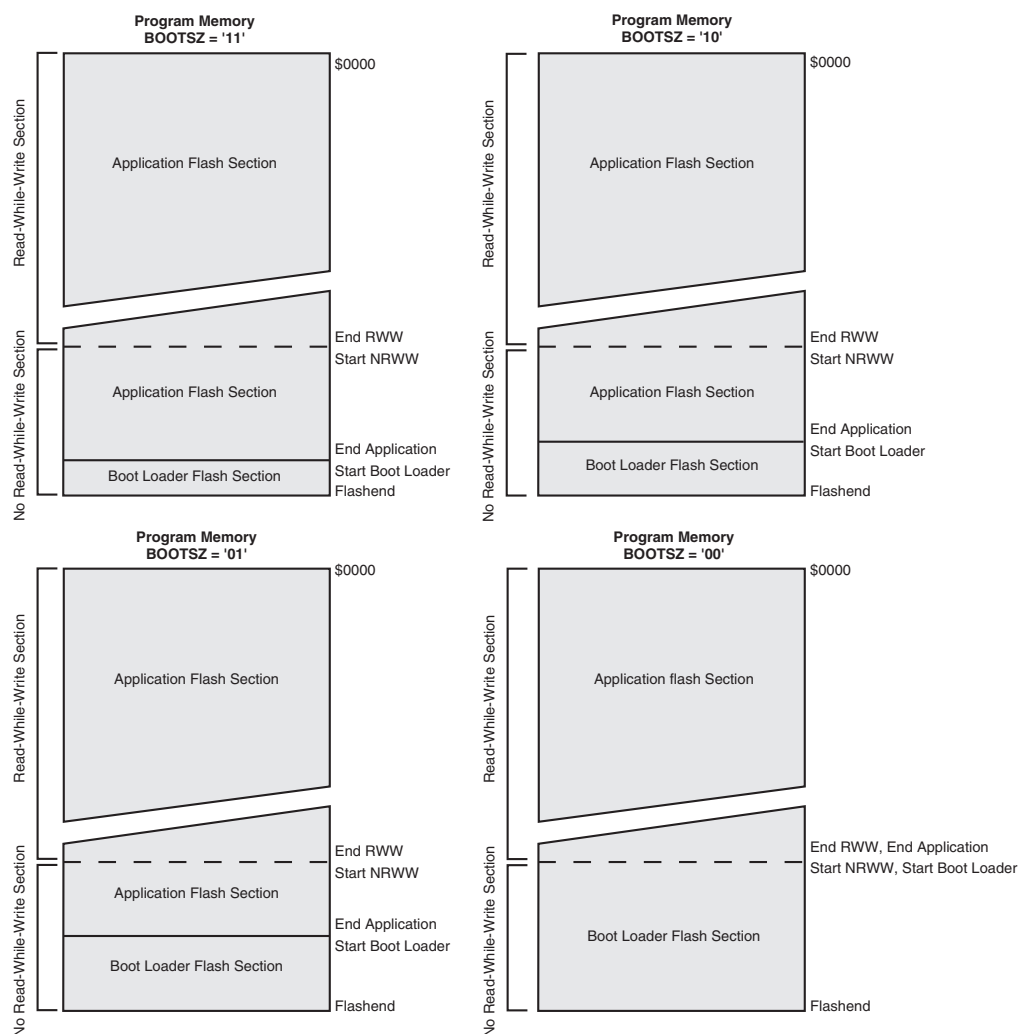 Program Memory
BOOTSZ = '11'
$0000
Read-While-Write Section
Application Flash Section
End RWW
Start NRWW
No Read-While-Write Section
Application Flash Section
End Application
Start Boot Loader
Boot Loader Flash Section
Flashend
Program Memory
BOOTSZ = '10'
$0000
Read-While-Write Section
Application Flash Section
End RWW
Start NRWW
No Read-While-Write Section
Application Flash Section
End Application
Start Boot Loader
Boot Loader Flash Section
Flashend
Program Memory
BOOTSZ = '01'
$0000
Read-While-Write Section
Application Flash Section
End RWW
Start NRWW
No Read-While-Write Section
Application Flash Section
End Application
Start Boot Loader
Boot Loader Flash Section
Flashend
Program Memory
BOOTSZ = '00'
$0000
Read-While-Write Section
Application flash Section
End RWW, End Application
Start NRWW, Start Boot Loader
No Read-While-Write Section
Boot Loader Flash Section
Flashend